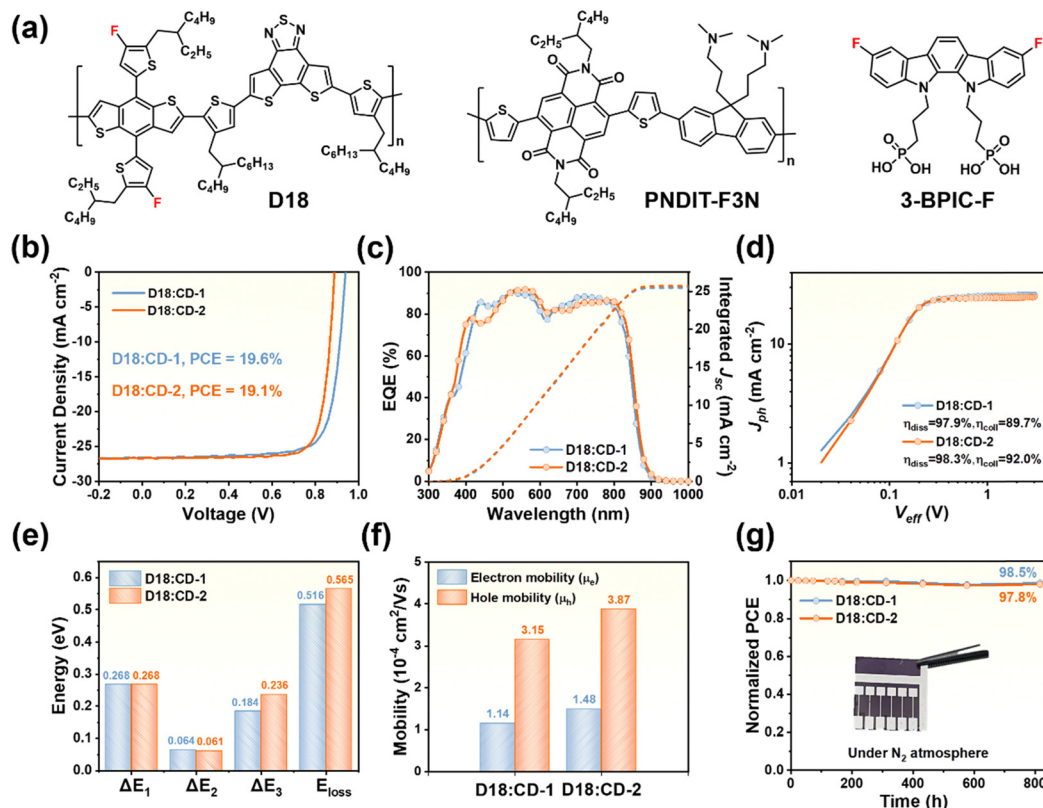 (a)
F
C4H9
C2H5
S
S
S
S
N
S
N
S
S
S
n
C6H13
C4H9
C6H13
C4H9
S
F
C2H5
C4H9
D18
C4H9
C2H5
O
N
O
S
S
n
O
N
O
C2H5
C4H9
N
N
PNDIT-F3N
F
F
N
N
O
P
HO
OH
O
P
HO
OH
3-BPIC-F
(b)
Current Density (mA cm-2)
0
-5
-10
-15
-20
-25
-30
D18:CD-1
D18:CD-2
D18:CD-1, PCE = 19.6%
D18:CD-2, PCE = 19.1%
-0.2 0.0 0.2 0.4 0.6 0.8 1.0
Voltage (V)
(c)
EQE (%)
100
80
60
40
20
0
D18:CD-1
D18:CD-2
25
20
15
10
5
0
Integrated Jsc (mA cm-2)
300 400 500 600 700 800 900 1000
Wavelength (nm)
(d)
Jph (mA cm-2)
10
1
D18:CD-1
ηdiss=97.9%,ηcoll=89.7%
D18:CD-2
ηdiss=98.3%,ηcoll=92.0%
0.01 0.1 1
Veff (V)
(e)
Energy (eV)
0.6
0.5
0.4
0.3
0.2
0.1
0.0
D18:CD-1
D18:CD-2
0.268 0.268
0.064 0.061
0.184
0.236
0.516
0.565
ΔE1 ΔE2 ΔE3 Eloss
(f)
Mobility (10-4 cm2/Vs)
5
4
3
2
1
0
Electron mobility (μe)
Hole mobility (μh)
1.14
3.15
1.48
3.87
D18:CD-1 D18:CD-2
(g)
Normalized PCE
1.0
0.8
0.6
0.4
0.2
0.0
98.5%
97.8%
D18:CD-1
D18:CD-2
Under N2 atmosphere
0 200 400 600 800
Time (h)